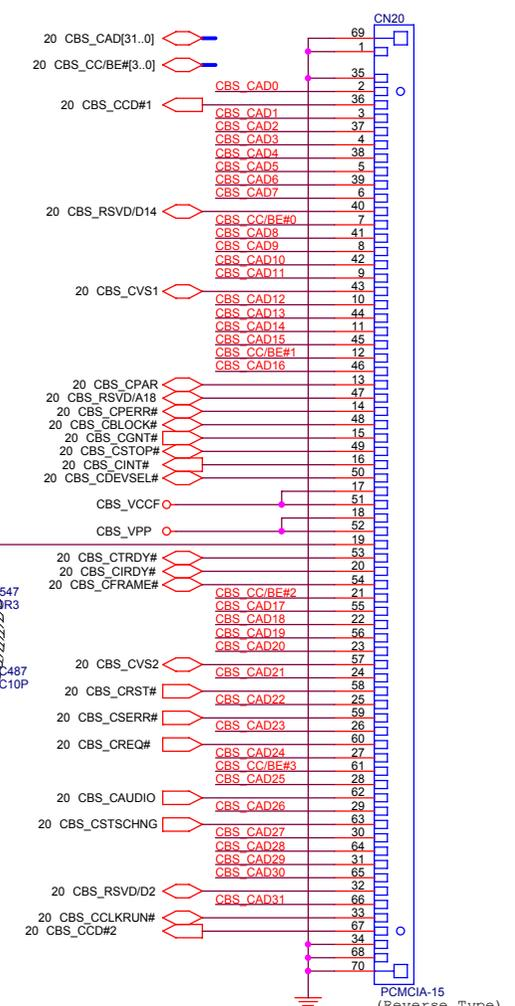 CN20
20 CBS_CAD[31..0]
69
1
20 CBS_CC/BE#[3..0]
35
CBS_CAD0 2
20 CBS_CCD#1 36
CBS_CAD1 3
CBS_CAD2 37
CBS_CAD3 4
CBS_CAD4 38
CBS_CAD5 5
CBS_CAD6 39
CBS_CAD7 6
20 CBS_RSVD/D14 40
CBS_CC/BE#0 7
CBS_CAD8 41
CBS_CAD9 8
CBS_CAD10 42
CBS_CAD11 9
20 CBS_CVS1 43
CBS_CAD12 10
CBS_CAD13 44
CBS_CAD14 11
CBS_CAD15 45
CBS_CC/BE#1 12
CBS_CAD16 46
20 CBS_CPAR 13
20 CBS_RSVD/A18 47
20 CBS_CPERR# 14
20 CBS_CBLOCK# 48
20 CBS_CGNT# 15
20 CBS_CSTOP# 49
20 CBS_CINT# 16
20 CBS_CDEVSEL# 50
17
CBS_VCCF 51
18
CBS_VPP 52
19
20 CBS_CTRDY# 53
20 CBS_CIRDY# 20
20 CBS_CFRAME# 54
CBS_CC/BE#2 21
547
CBS_CAD17 55
0R3
CBS_CAD18 22
CBS_CAD19 56
CBS_CAD20 23
20 CBS_CVS2 57
CBS_CAD21 24
C487
C10P
20 CBS_CRST# 58
CBS_CAD22 25
20 CBS_CSERR# 59
CBS_CAD23 26
20 CBS_CREQ# 60
CBS_CAD24 27
CBS_CC/BE#3 61
CBS_CAD25 28
20 CBS_CAUDIO 62
CBS_CAD26 29
20 CBS_CSTSCHNG 63
CBS_CAD27 30
CBS_CAD28 64
CBS_CAD29 31
CBS_CAD30 65
20 CBS_RSVD/D2 32
CBS_CAD31 66
20 CBS_CCLKRUN# 33
20 CBS_CCD#2 67
34
68
70
PCMCIA-15
(Reverse Type)